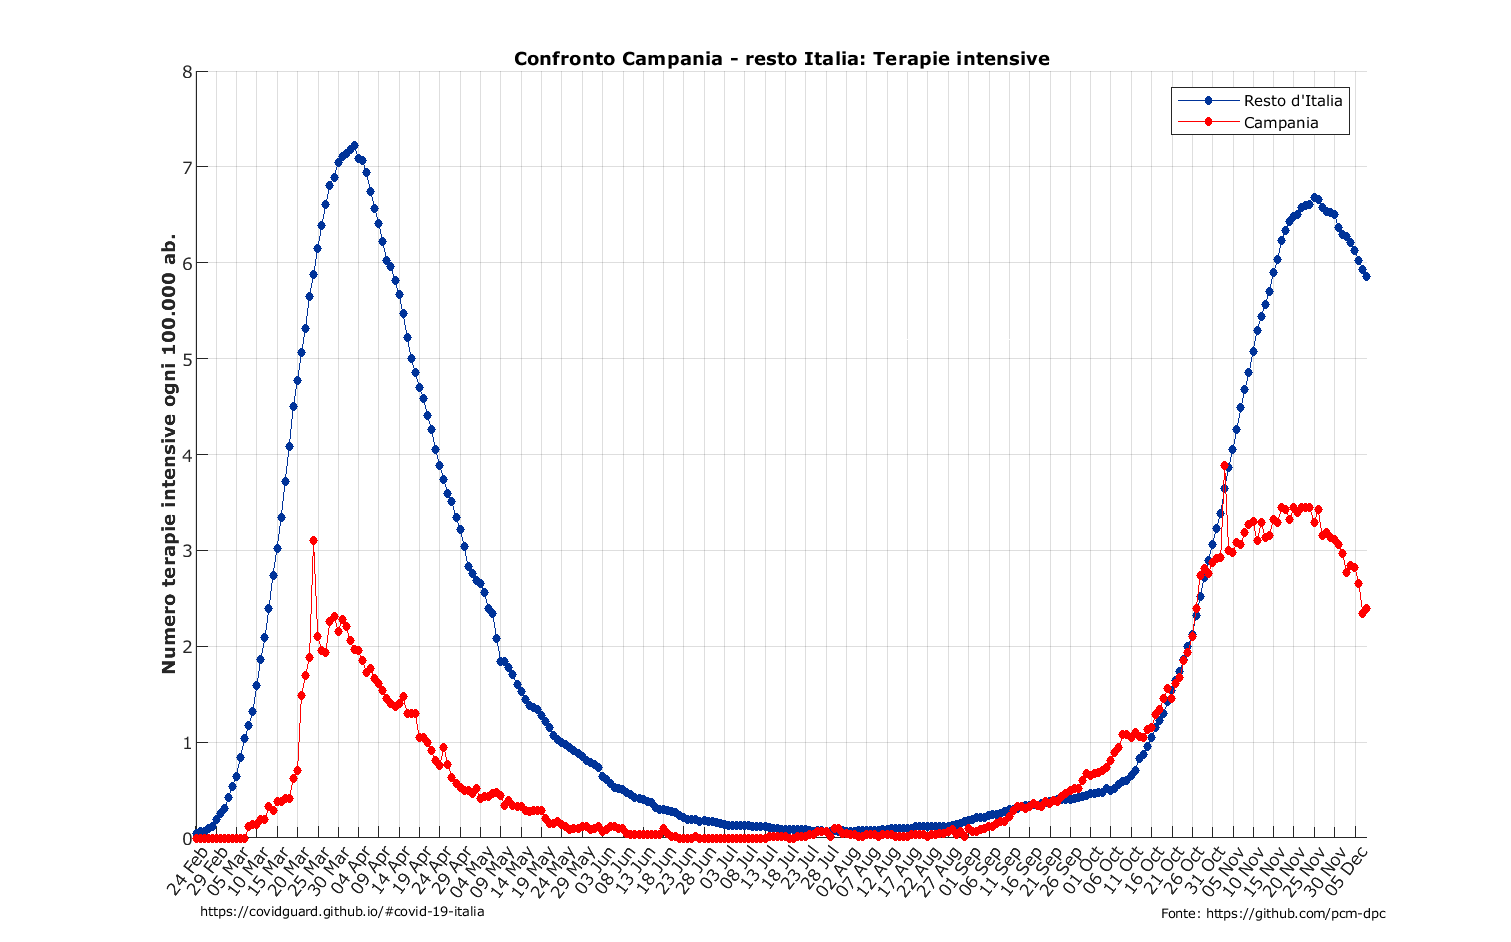 Confronto Campania - resto Italia: Terapie intensive
Resto d'Italia
Campania
Numero terapie intensive ogni 100.000 ab.
8
7
6
5
4
3
2
1
0
24 Feb
29 Feb
05 Mar
10 Mar
15 Mar
20 Mar
25 Mar
30 Mar
04 Apr
09 Apr
14 Apr
19 Apr
24 Apr
29 Apr
04 May
09 May
14 May
19 May
24 May
29 May
03 Jun
08 Jun
13 Jun
18 Jun
23 Jun
28 Jun
03 Jul
08 Jul
13 Jul
18 Jul
23 Jul
28 Jul
02 Aug
07 Aug
12 Aug
17 Aug
22 Aug
27 Aug
01 Sep
06 Sep
11 Sep
16 Sep
21 Sep
26 Sep
01 Oct
06 Oct
11 Oct
16 Oct
21 Oct
26 Oct
31 Oct
05 Nov
10 Nov
15 Nov
20 Nov
25 Nov
30 Nov
05 Dec
https://covidguard.github.io/#covid-19-italia
Fonte: https://github.com/pcm-dpc